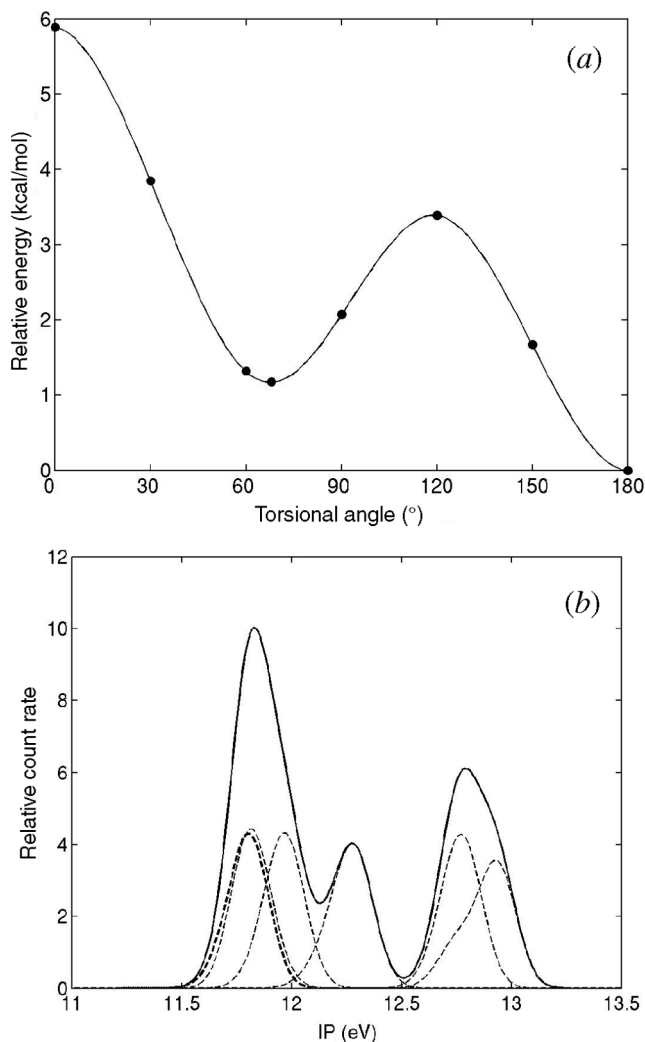 6
5
4
3
2
1
0
Relative energy (kcal/mol)
(a)
0 30 60 90 120 150 180
Torsional angle (°)
12
10
8
6
4
2
0
Relative count rate
(b)
11 11.5 12 12.5 13 13.5
IP (eV)